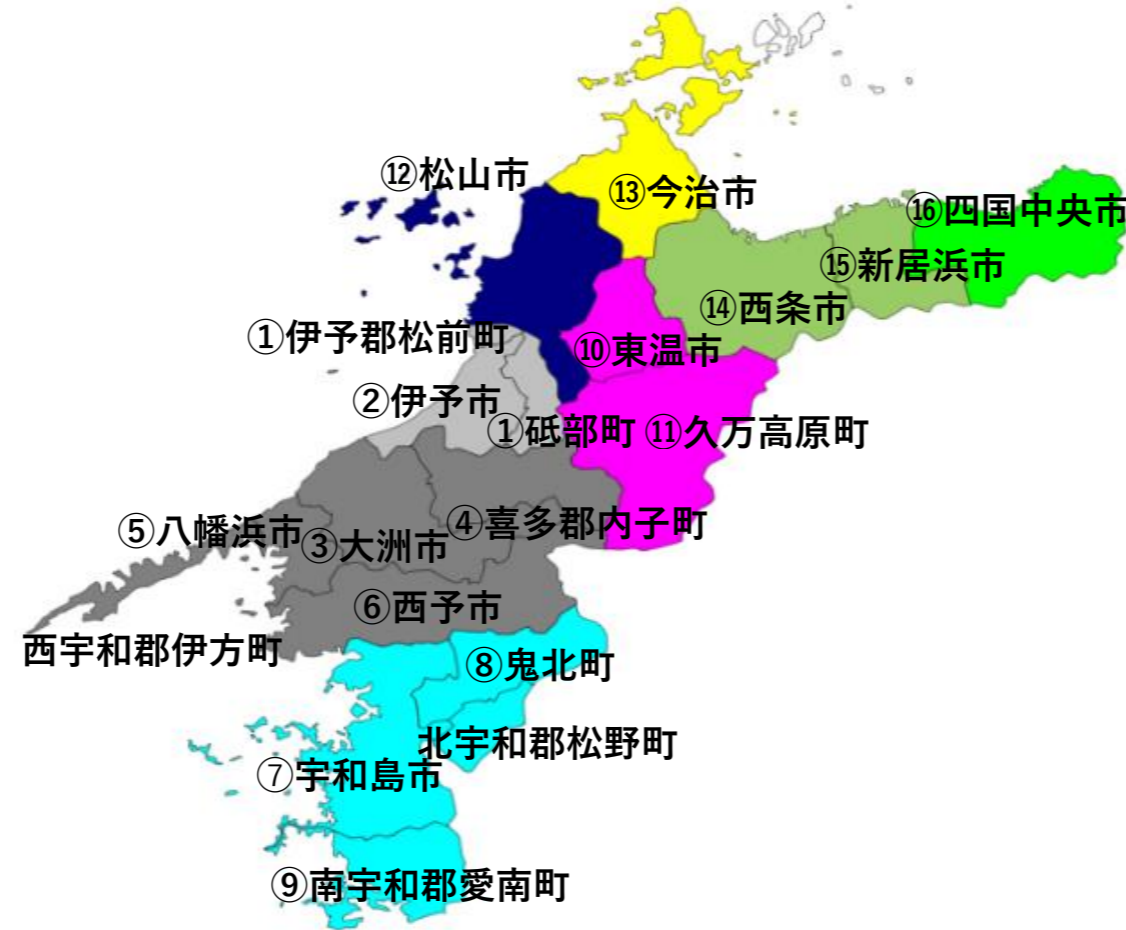 ⑫松山市
⑬今治市
⑯四国中央市
⑮新居浜市
⑭西条市
①伊予郡松前町
⑩東温市
②伊予市
①砥部町
⑪久万高原町
⑤八幡浜市
④喜多郡内子町
③大洲市
⑥西予市
西宇和郡伊方町
⑧鬼北町
北宇和郡松野町
⑦宇和島市
⑨南宇和郡愛南町